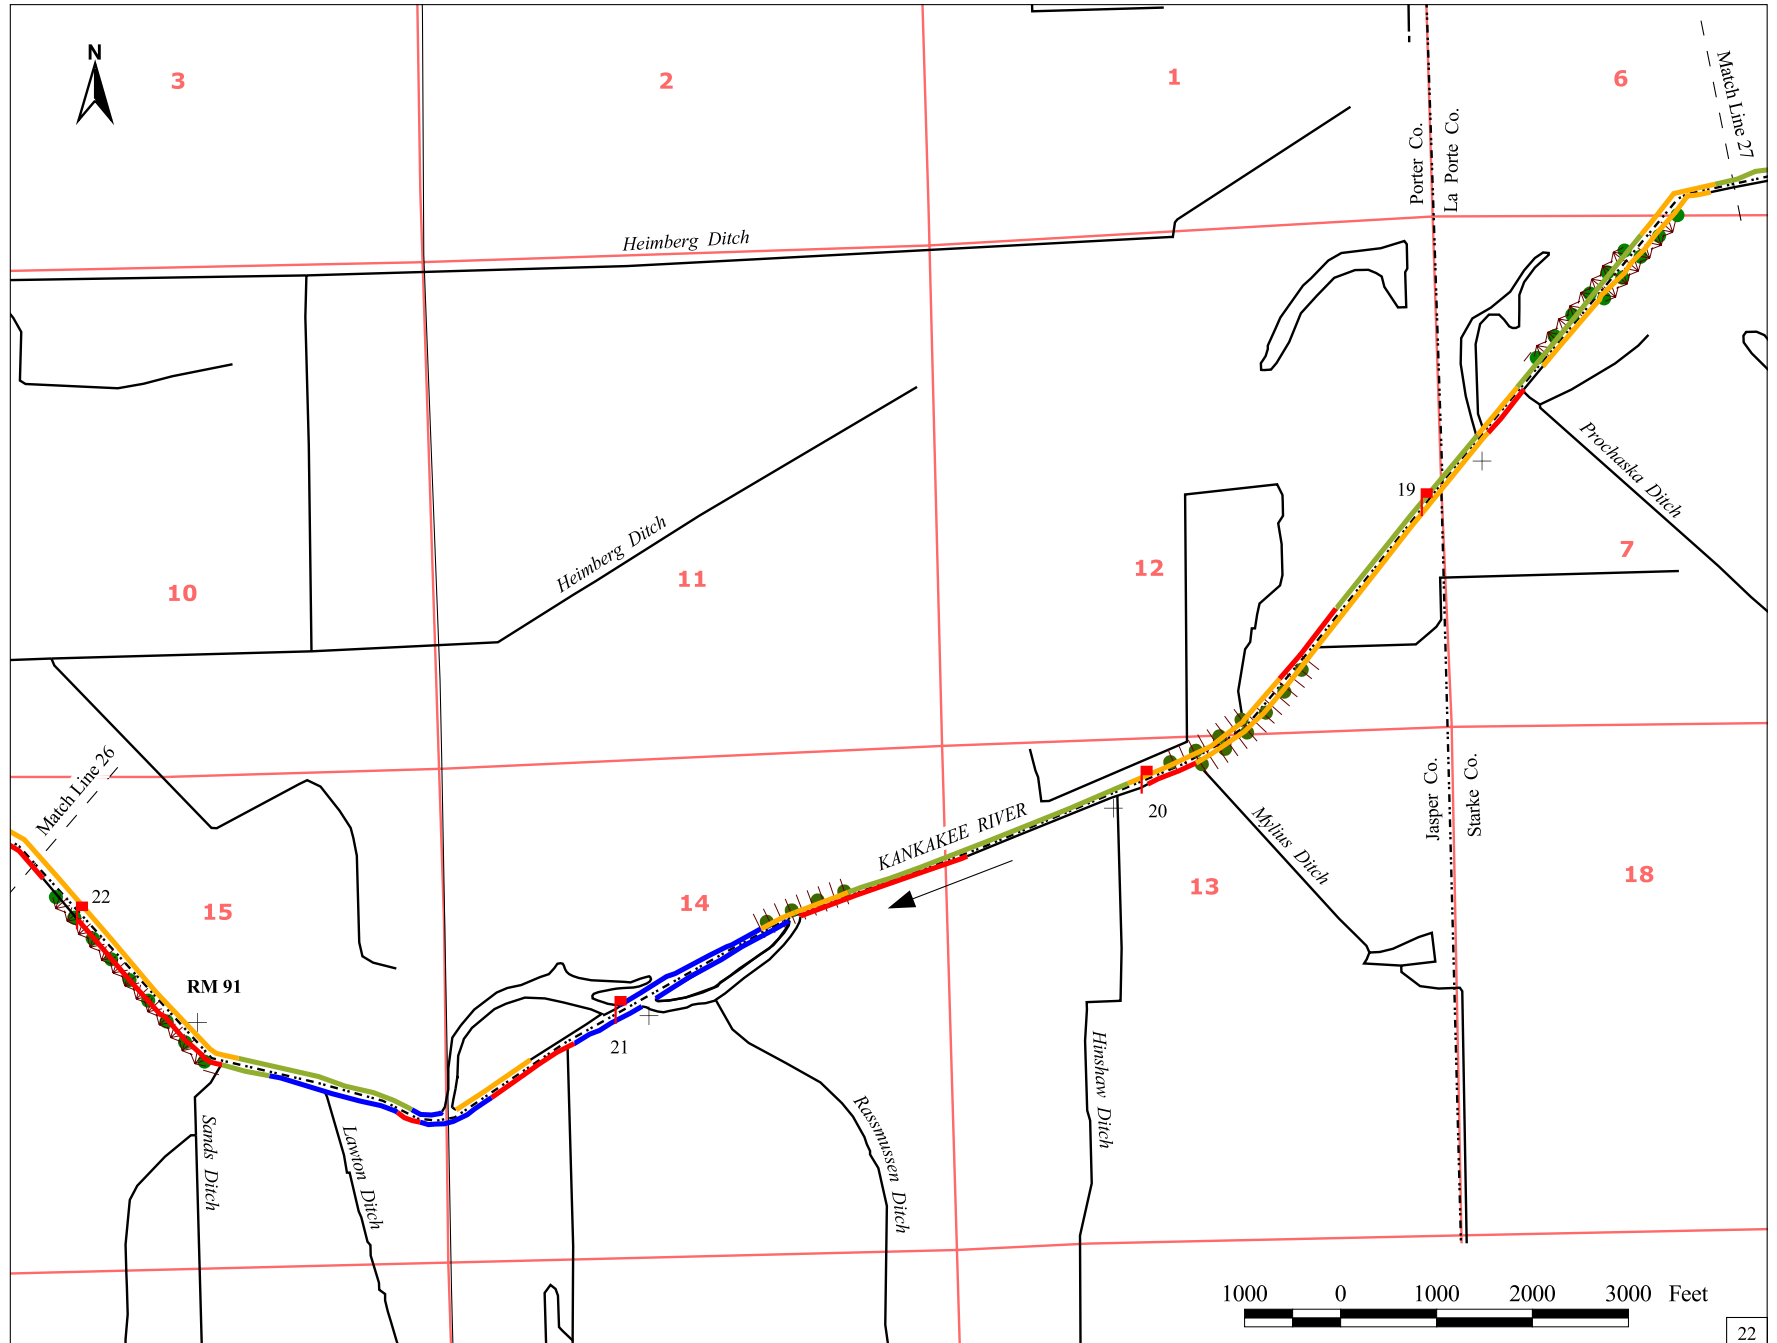 N
3
2
1
6
Match Line 27
Porter Co.
La Porte Co.
Heimberg Ditch
Prochaska Ditch
19
Heimberg Ditch
10
11
12
7
Match Line 26
Jasper Co.
Starke Co.
20
KANKAKEE RIVER
Mylius Ditch
22
15
14
13
18
RM 91
21
Hinshaw Ditch
Rassmussen Ditch
Sands Ditch
Lawton Ditch
1000 0 1000 2000 3000 Feet
22